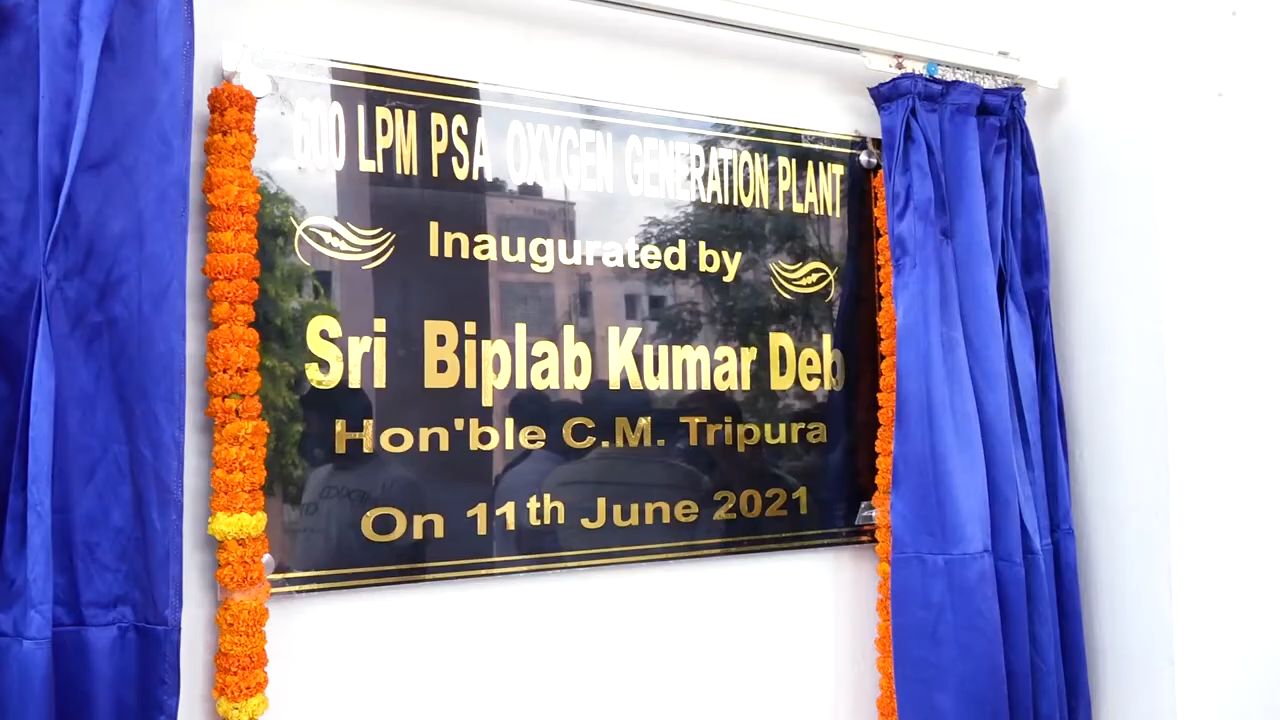 600 LPM PSA OXYGEN GENERATION PLANT
Inaugurated by
Sri Biplab Kumar Deb
Hon'ble C.M. Tripura
On 11th June 2021